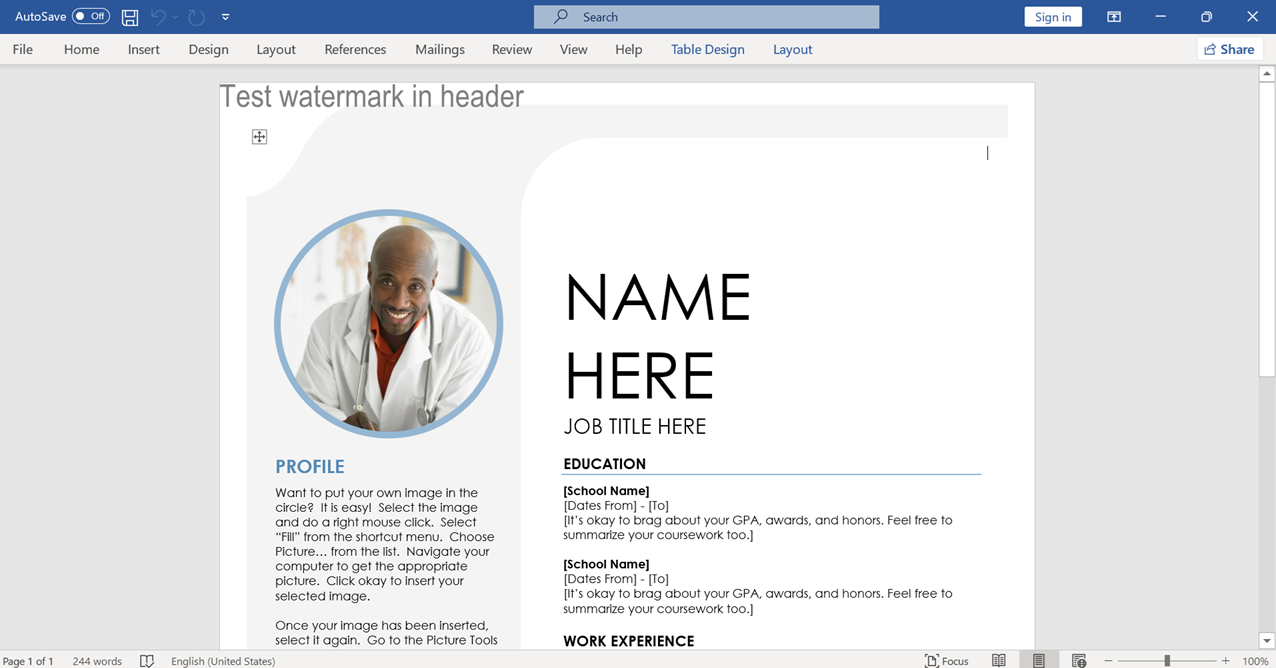 AutoSave Off Search Sign in
File Home Insert Design Layout References Mailings Review View Help Table Design Layout Share
Test watermark in header
NAME
HERE
JOB TITLE HERE
PROFILE
Want to put your own image in the
circle?  It is easy!  Select the image
and do a right mouse click.  Select
“Fill” from the shortcut menu.  Choose
Picture… from the list.  Navigate your
computer to get the appropriate
picture.  Click okay to insert your
selected image.
Once your image has been inserted,
select it again.  Go to the Picture Tools
EDUCATION
[School Name]
[Dates From] - [To]
[It’s okay to brag about your GPA, awards, and honors. Feel free to
summarize your coursework too.]
[School Name]
[Dates From] - [To]
[It’s okay to brag about your GPA, awards, and honors. Feel free to
summarize your coursework too.]
WORK EXPERIENCE
Page 1 of 1 244 words English (United States) Focus 100%